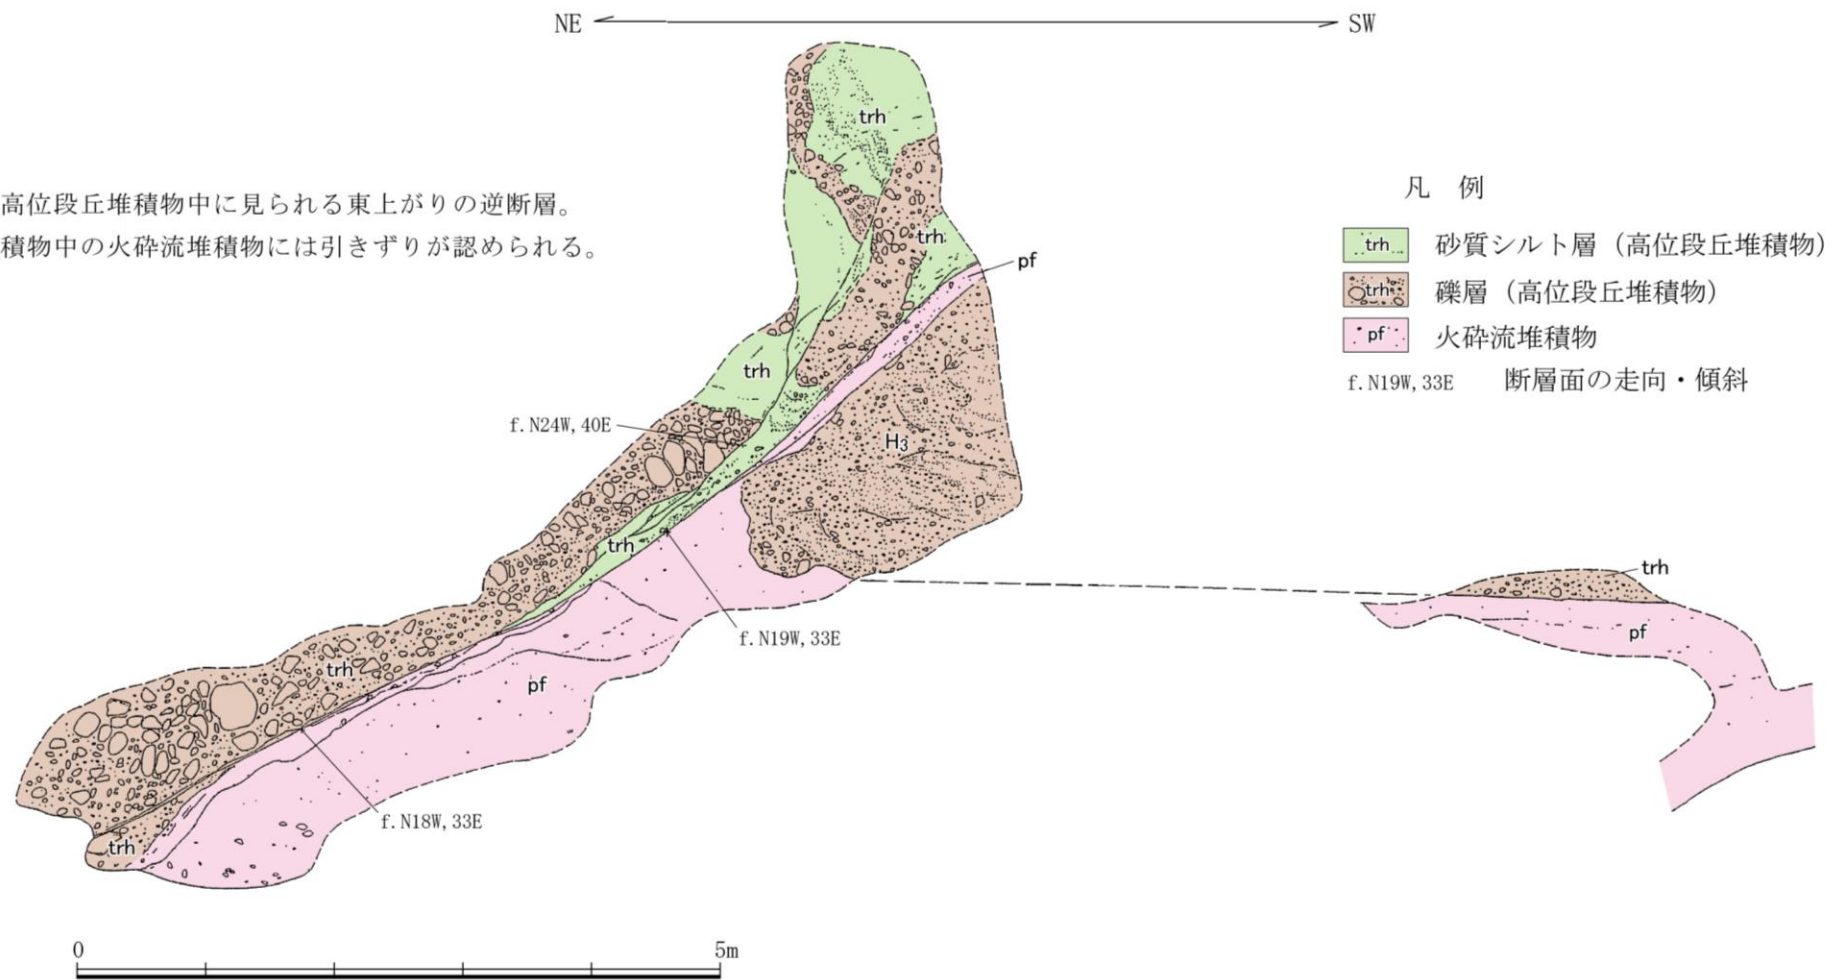 NE SW
高位段丘堆積物中に見られる東上がりの逆断層。
積物中の火砕流堆積物には引きずりが認められる。
凡 例
trh 砂質シルト層（高位段丘堆積物）
trh 礫層（高位段丘堆積物）
pf 火砕流堆積物
f.N19W,33E 断層面の走向・傾斜
trh
trh
pf
trh
f.N24W,40E
H3
trh
trh
pf
f.N19W,33E
trh
pf
f.N18W,33E
trh
0 5m